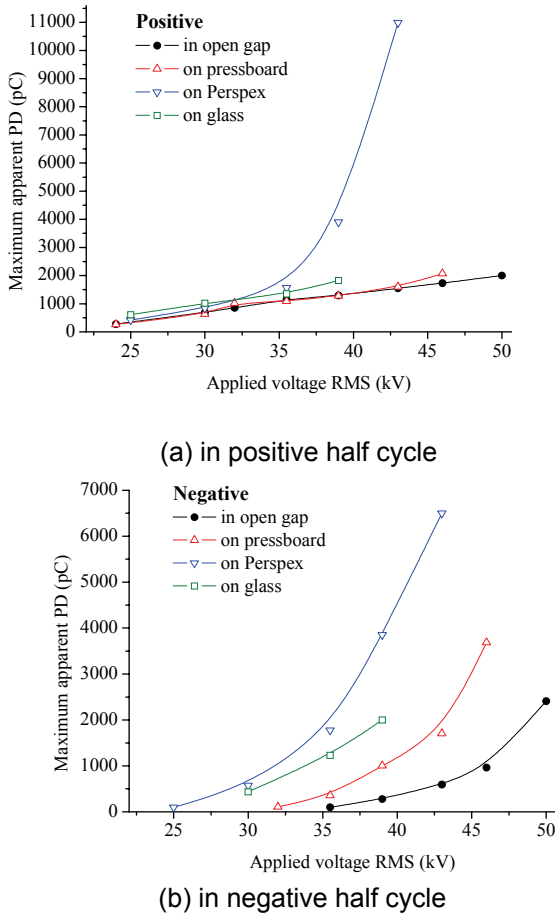 Positive
in open gap
on pressboard
on Perspex
on glass
11000
10000
9000
8000
7000
6000
5000
4000
3000
2000
1000
0
Maximum apparent PD (pC)
25 30 35 40 45 50
Applied voltage RMS (kV)
(a) in positive half cycle
Negative
in open gap
on pressboard
on Perspex
on glass
7000
6000
5000
4000
3000
2000
1000
0
Maximum apparent PD (pC)
25 30 35 40 45 50
Applied voltage RMS (kV)
(b) in negative half cycle